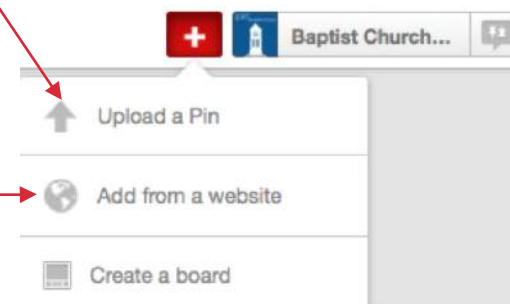 Baptist Church...
Upload a Pin
Add from a website
Create a board